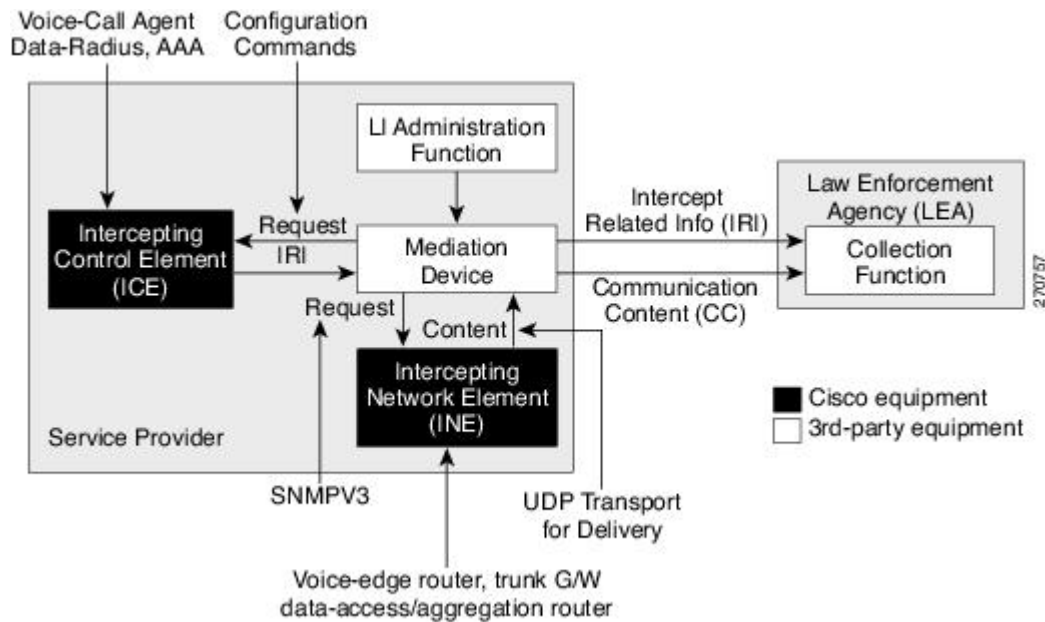 Voice-Call Agent
Data-Radius, AAA
Configuration
Commands
LI Administration
Function
Law Enforcement
Agency (LEA)
Collection
Function
Intercept
Related Info (IRI)
Communication
Content (CC)
Intercepting
Control Element
(ICE)
Request
IRI
Mediation
Device
Request
Content
Intercepting
Network Element
(INE)
Service Provider
Cisco equipment
3rd-party equipment
SNMPV3
UDP Transport
for Delivery
Voice-edge router, trunk G/W
data-access/aggregation router
270757